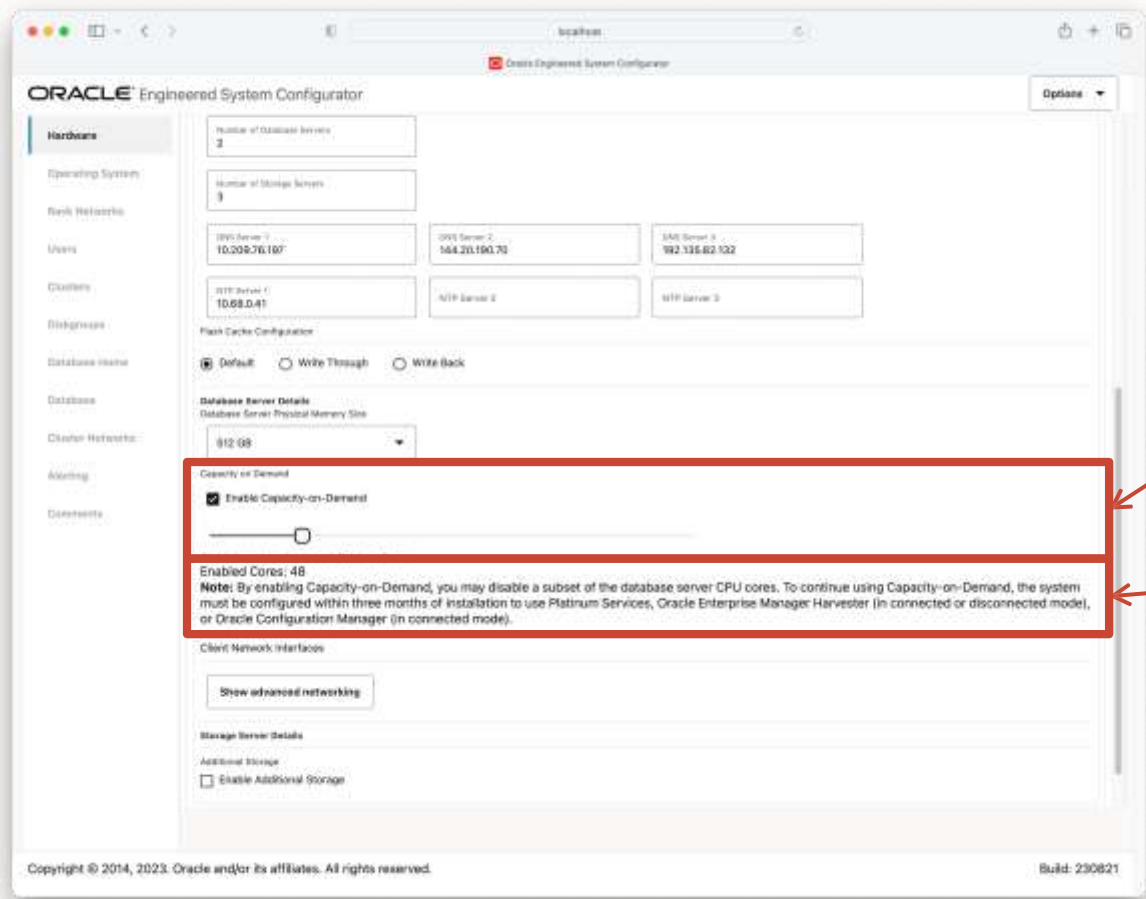 localhost
Oracle Engineered System Configurator
ORACLE Engineered System Configurator
Options
Hardware
Operating System
Rack Networks
Users
Clusters
Diskgroups
Database Home
Database
Cluster Networks
Alerting
Comments
Number of Database Servers
2
Number of Storage Servers
3
DNS Server 1
10.209.76.197
DNS Server 2
144.20.190.70
DNS Server 3
192.135.82.132
NTP Server 1
10.68.0.41
NTP Server 2
NTP Server 3
Flash Cache Configuration
Default Write Through Write Back
Database Server Details
Database Server Physical Memory Size
512 GB
Capacity on Demand
Enable Capacity-on-Demand
Enabled Cores: 48
Note: By enabling Capacity-on-Demand, you may disable a subset of the database server CPU cores. To continue using Capacity-on-Demand, the system
must be configured within three months of installation to use Platinum Services, Oracle Enterprise Manager Harvester (in connected or disconnected mode),
or Oracle Configuration Manager (in connected mode).
Client Network Interfaces
Show advanced networking
Storage Server Details
Additional Storage
Enable Additional Storage
Copyright © 2014, 2023. Oracle and/or its affiliates. All rights reserved.
Build: 230821